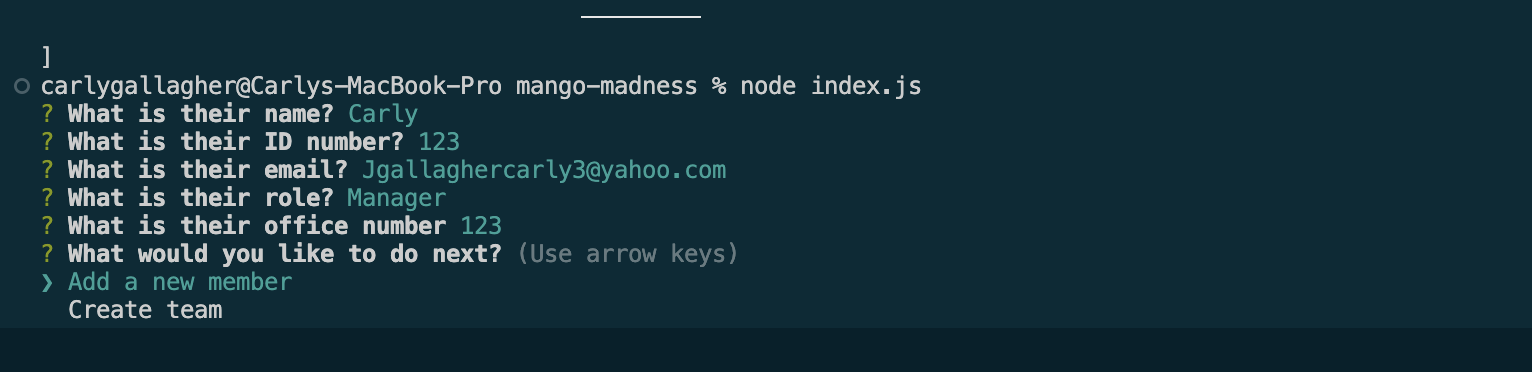 ]
carlygallagher@Carlys-MacBook-Pro mango-madness % node index.js
? What is their name? Carly
? What is their ID number? 123
? What is their email? Jgallaghercarly3@yahoo.com
? What is their role? Manager
? What is their office number 123
? What would you like to do next? (Use arrow keys)
❯ Add a new member
Create team